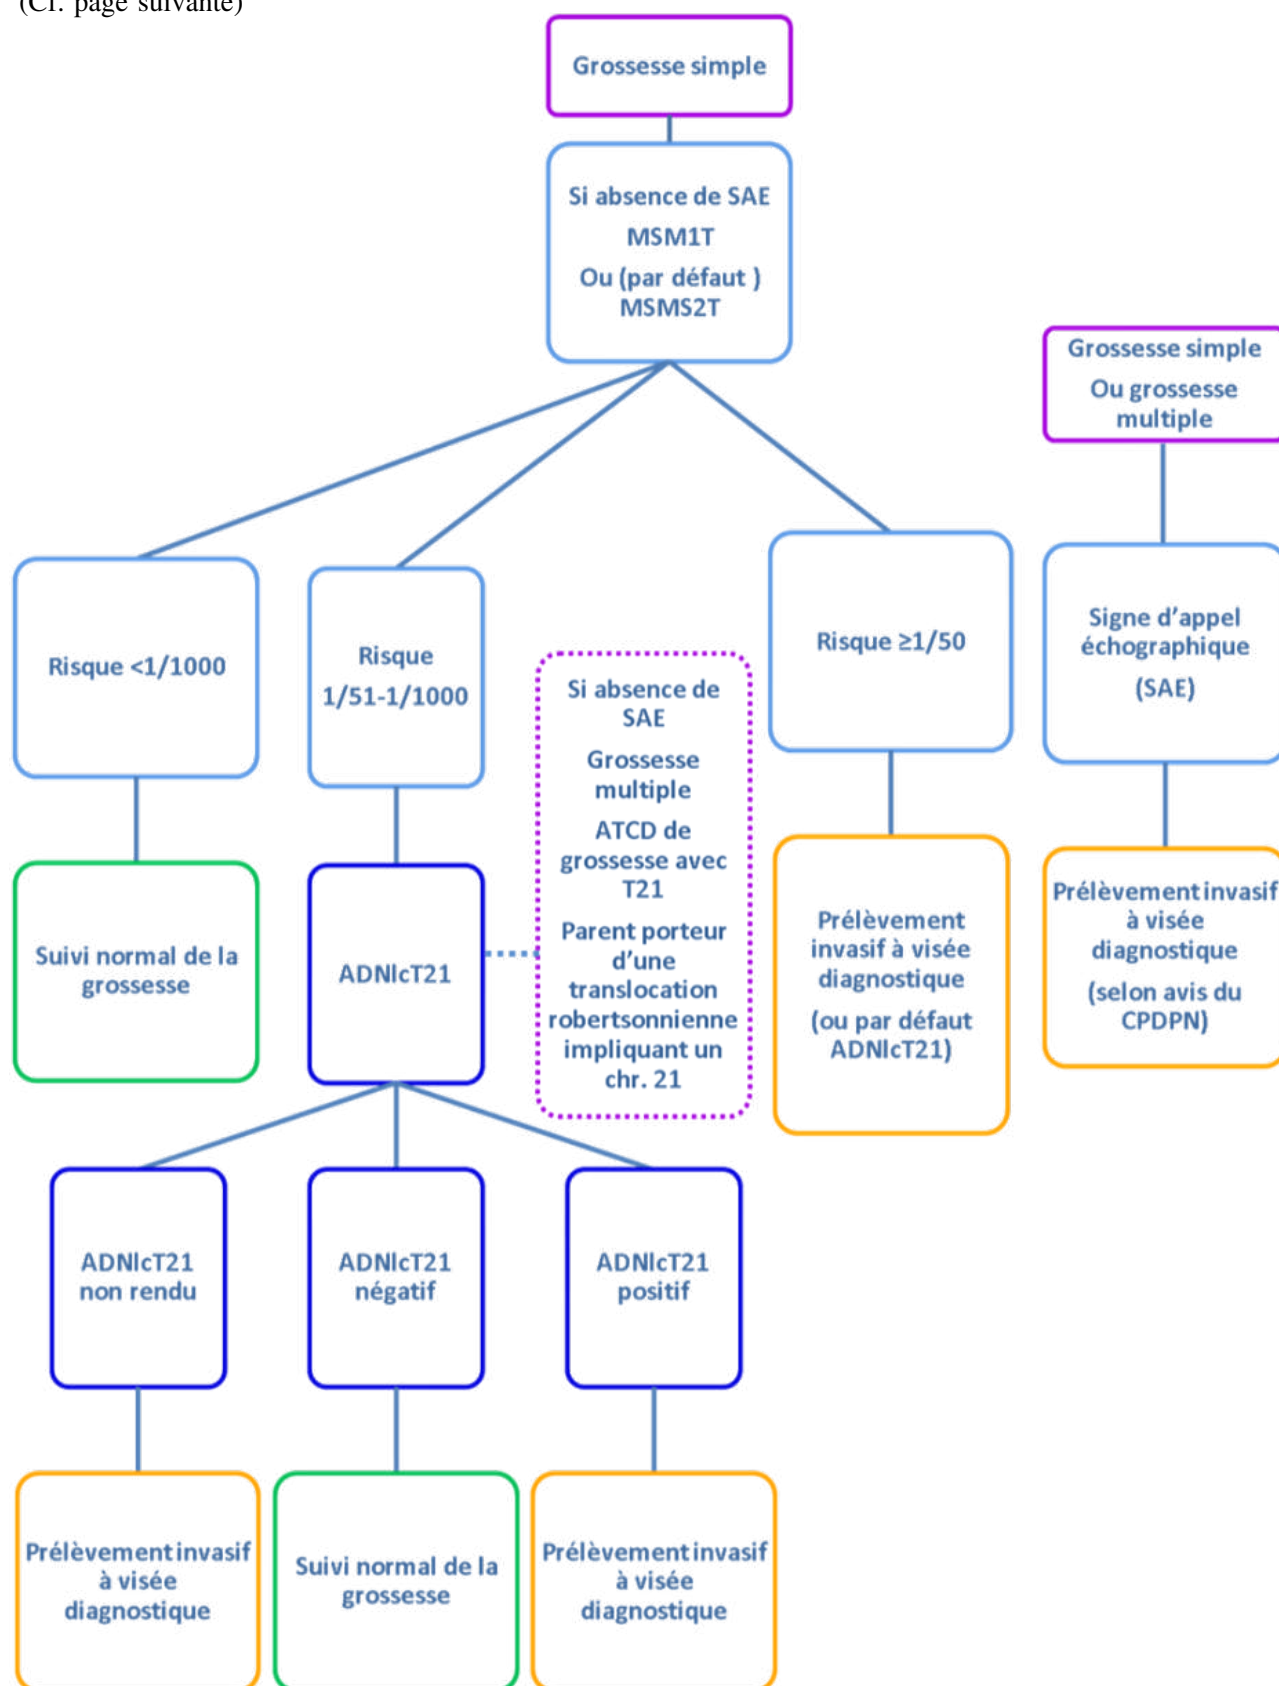 (Cf. page suivante)
Grossesse simple
Si absence de SAE
MSM1T
Ou (par défaut )
MSMS2T
Grossesse simple
Ou grossesse
multiple
Risque <1/1000
Risque
1/51-1/1000
Si absence de
SAE
Grossesse
multiple
ATCD de
grossesse avec
T21
Parent porteur
d'une
translocation
robertsonnienne
impliquant un
chr. 21
Risque ≥1/50
Signe d'appel
échographique
(SAE)
Suivi normal de la
grossesse
ADNlcT21
Prélèvement
invasif à visée
diagnostique
(ou par défaut
ADNlcT21)
Prélèvement invasif
à visée
diagnostique
(selon avis du
CPDPN)
ADNlcT21
non rendu
ADNlcT21
négatif
ADNlcT21
positif
Prélèvement invasif
à visée
diagnostique
Suivi normal de la
grossesse
Prélèvement invasif
à visée
diagnostique